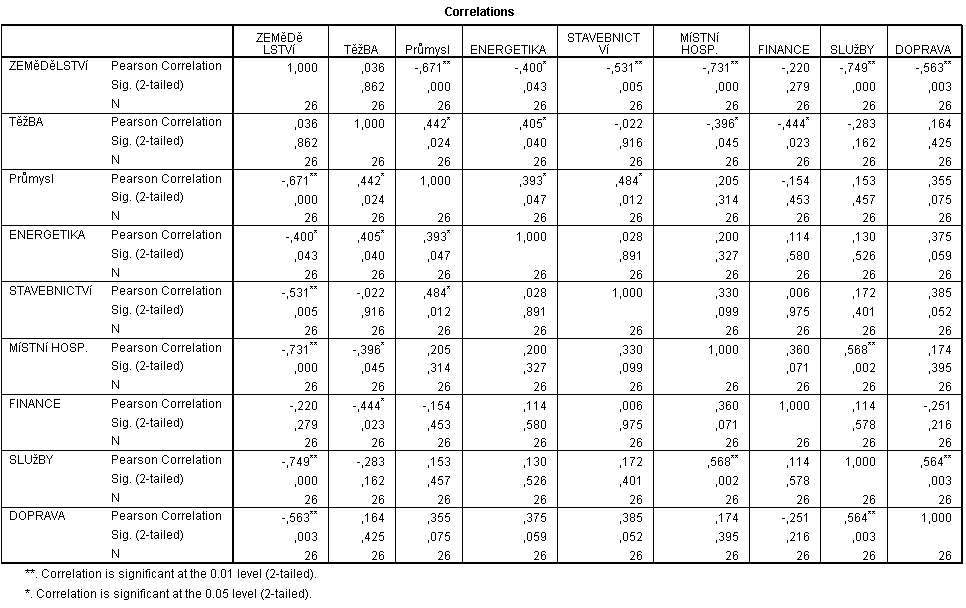 Correlations
ZEMěDě
LSTVí TěžBA Průmysl ENERGETIKA STAVEBNICT
Ví MíSTNí
HOSP. FINANCE SLUžBY DOPRAVA
ZEMěDěLSTVí Pearson Correlation 1,000 ,036 -,671** -,400* -,531** -,731** -,220 -,749** -,563**
Sig. (2-tailed) ,862 ,000 ,043 ,005 ,000 ,279 ,000 ,003
N 26 26 26 26 26 26 26 26 26
TěžBA Pearson Correlation ,036 1,000 ,442* ,405* -,022 -,396* -,444* -,283 ,164
Sig. (2-tailed) ,862 ,024 ,040 ,916 ,045 ,023 ,162 ,425
N 26 26 26 26 26 26 26 26 26
Průmysl Pearson Correlation -,671** ,442* 1,000 ,393* ,484* ,205 -,154 ,153 ,355
Sig. (2-tailed) ,000 ,024 ,047 ,012 ,314 ,453 ,457 ,075
N 26 26 26 26 26 26 26 26 26
ENERGETIKA Pearson Correlation -,400* ,405* ,393* 1,000 ,028 ,200 ,114 ,130 ,375
Sig. (2-tailed) ,043 ,040 ,047 ,891 ,327 ,580 ,526 ,059
N 26 26 26 26 26 26 26 26 26
STAVEBNICTVí Pearson Correlation -,531** -,022 ,484* ,028 1,000 ,330 ,006 ,172 ,385
Sig. (2-tailed) ,005 ,916 ,012 ,891 ,099 ,975 ,401 ,052
N 26 26 26 26 26 26 26 26 26
MíSTNí HOSP. Pearson Correlation -,731** -,396* ,205 ,200 ,330 1,000 ,360 ,568** ,174
Sig. (2-tailed) ,000 ,045 ,314 ,327 ,099 ,071 ,002 ,395
N 26 26 26 26 26 26 26 26 26
FINANCE Pearson Correlation -,220 -,444* -,154 ,114 ,006 ,360 1,000 ,114 -,251
Sig. (2-tailed) ,279 ,023 ,453 ,580 ,975 ,071 ,578 ,216
N 26 26 26 26 26 26 26 26 26
SLUžBY Pearson Correlation -,749** -,283 ,153 ,130 ,172 ,568** ,114 1,000 ,564**
Sig. (2-tailed) ,000 ,162 ,457 ,526 ,401 ,002 ,578 ,003
N 26 26 26 26 26 26 26 26 26
DOPRAVA Pearson Correlation -,563** ,164 ,355 ,375 ,385 ,174 -,251 ,564** 1,000
Sig. (2-tailed) ,003 ,425 ,075 ,059 ,052 ,395 ,216 ,003
N 26 26 26 26 26 26 26 26 26
**. Correlation is significant at the 0.01 level (2-tailed).
*. Correlation is significant at the 0.05 level (2-tailed).